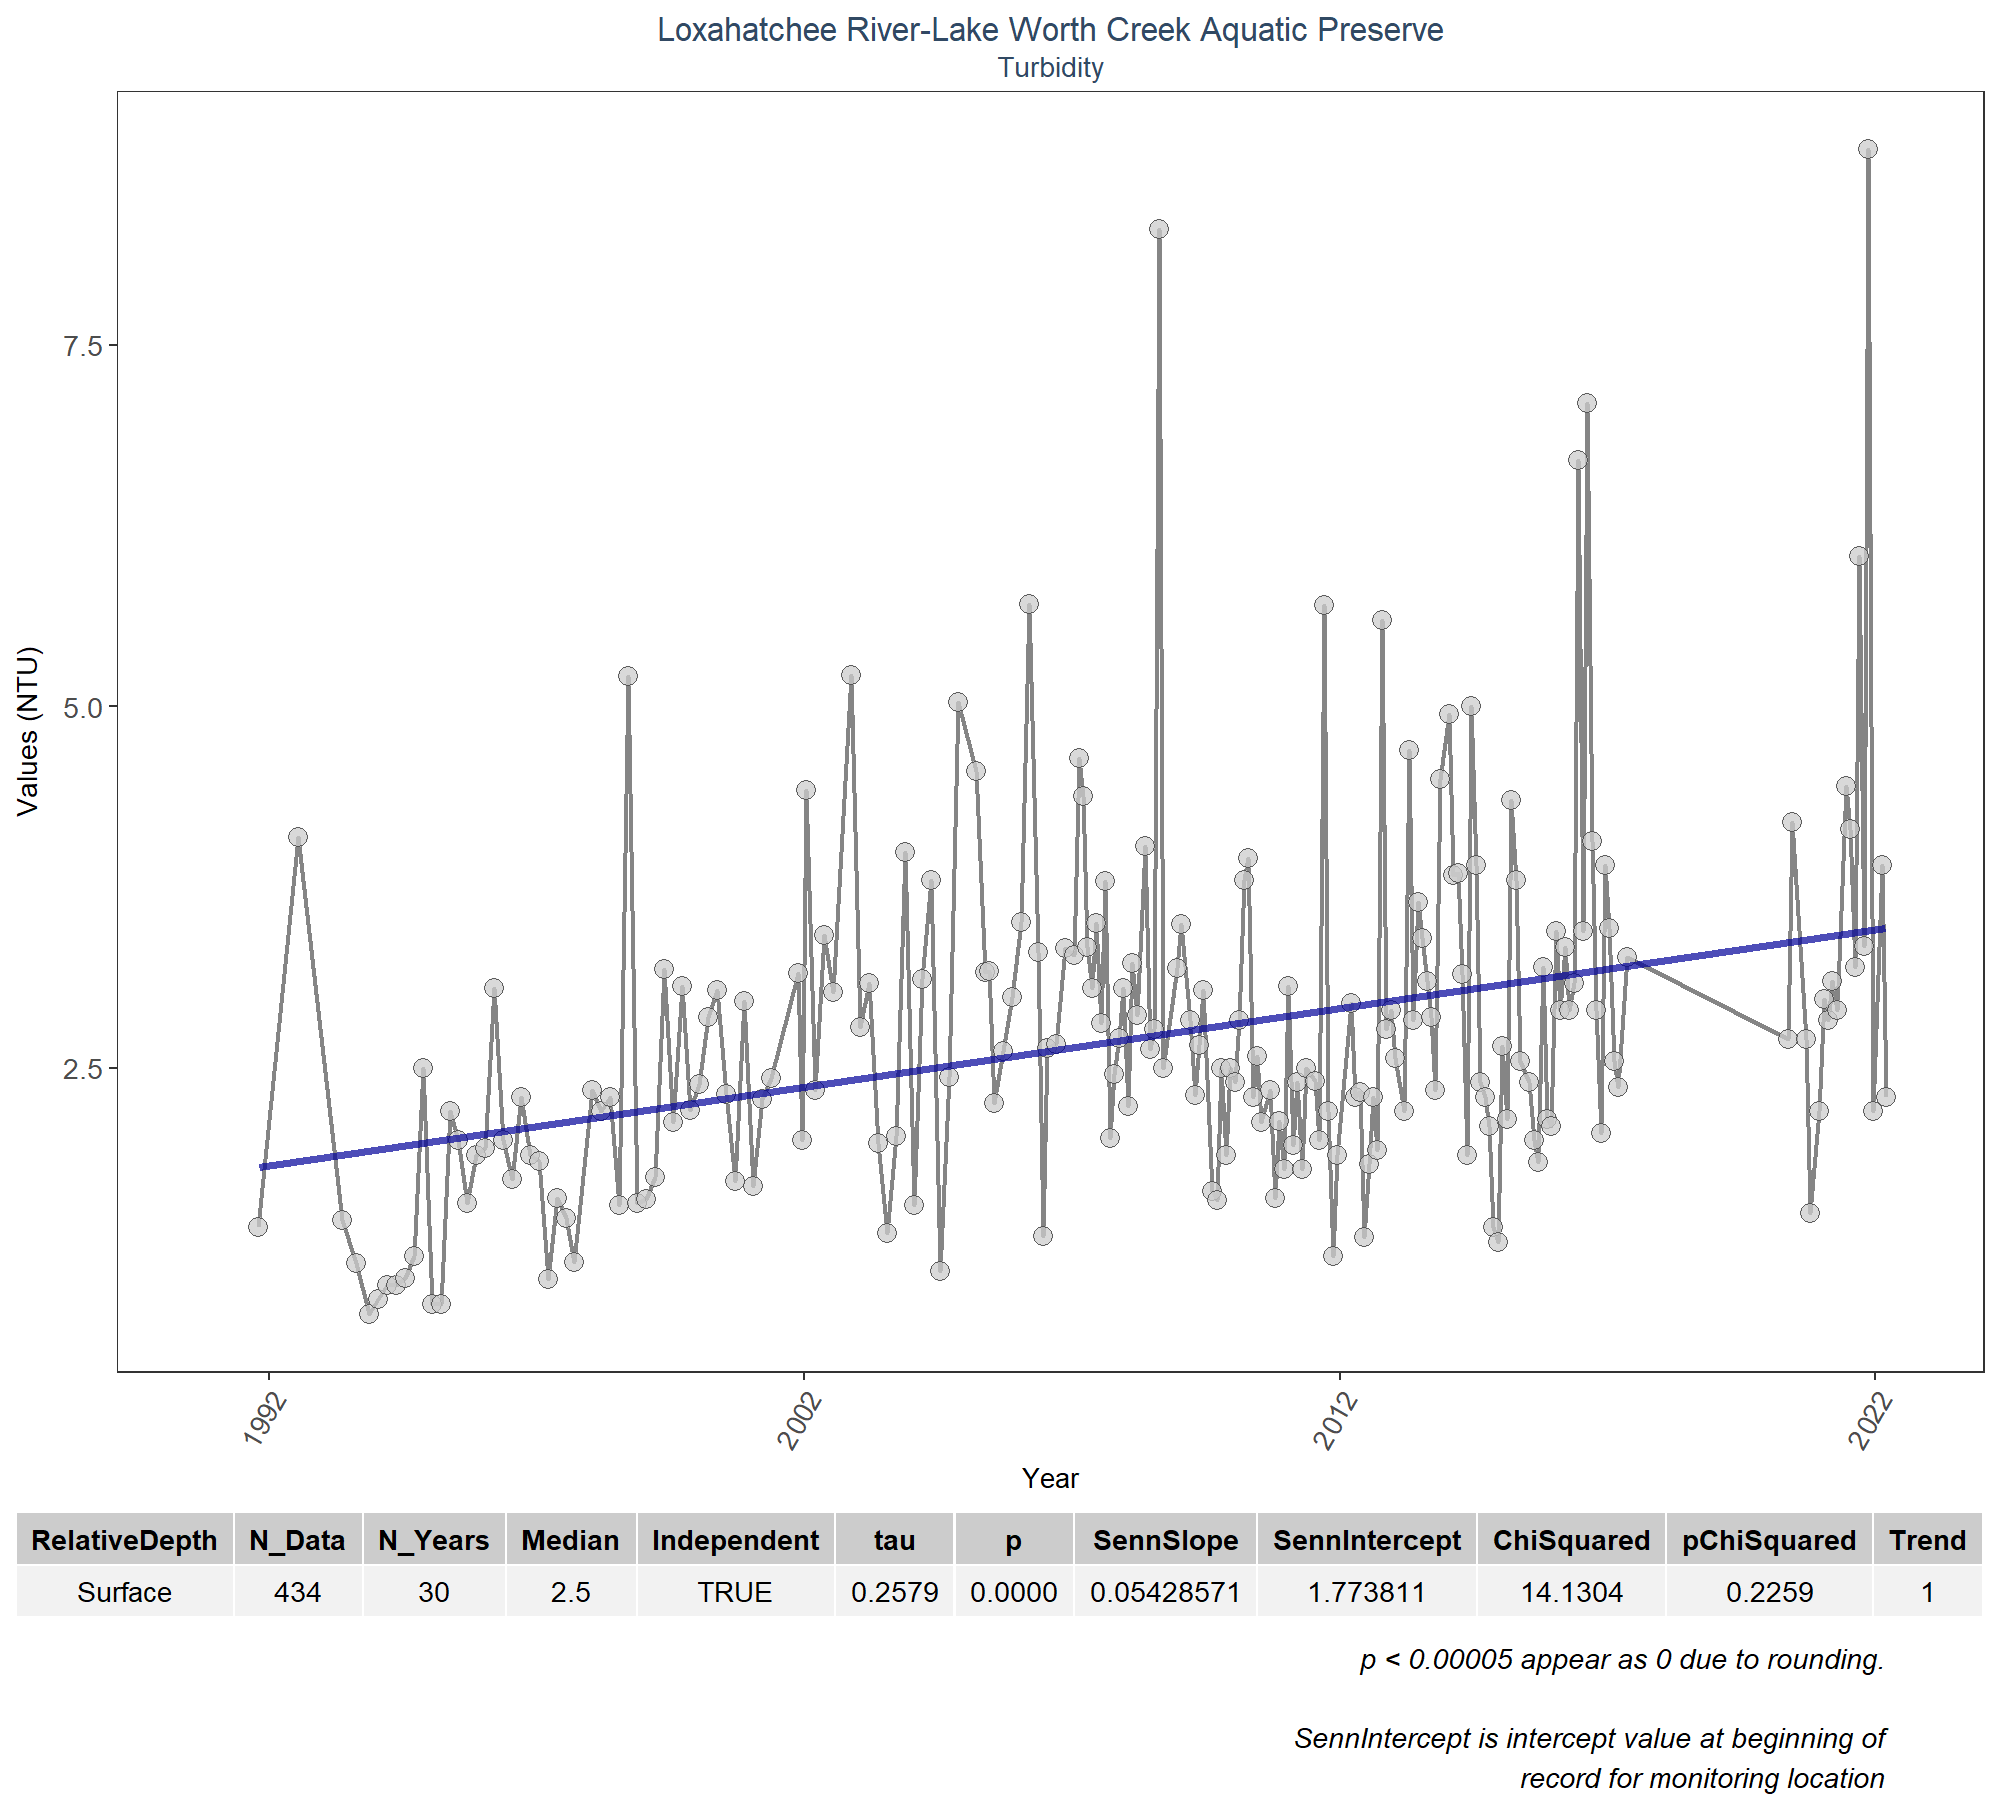 Loxahatchee River-Lake Worth Creek Aquatic Preserve
Turbidity
Values (NTU)
7.5
5.0
2.5
1992 2002 2012 2022
Year
RelativeDepth N_Data N_Years Median Independent tau p SennSlope SennIntercept ChiSquared pChiSquared Trend
Surface 434 30 2.5 TRUE 0.2579 0.0000 0.05428571 1.773811 14.1304 0.2259 1
p < 0.00005 appear as 0 due to rounding.
SennIntercept is intercept value at beginning of
record for monitoring location